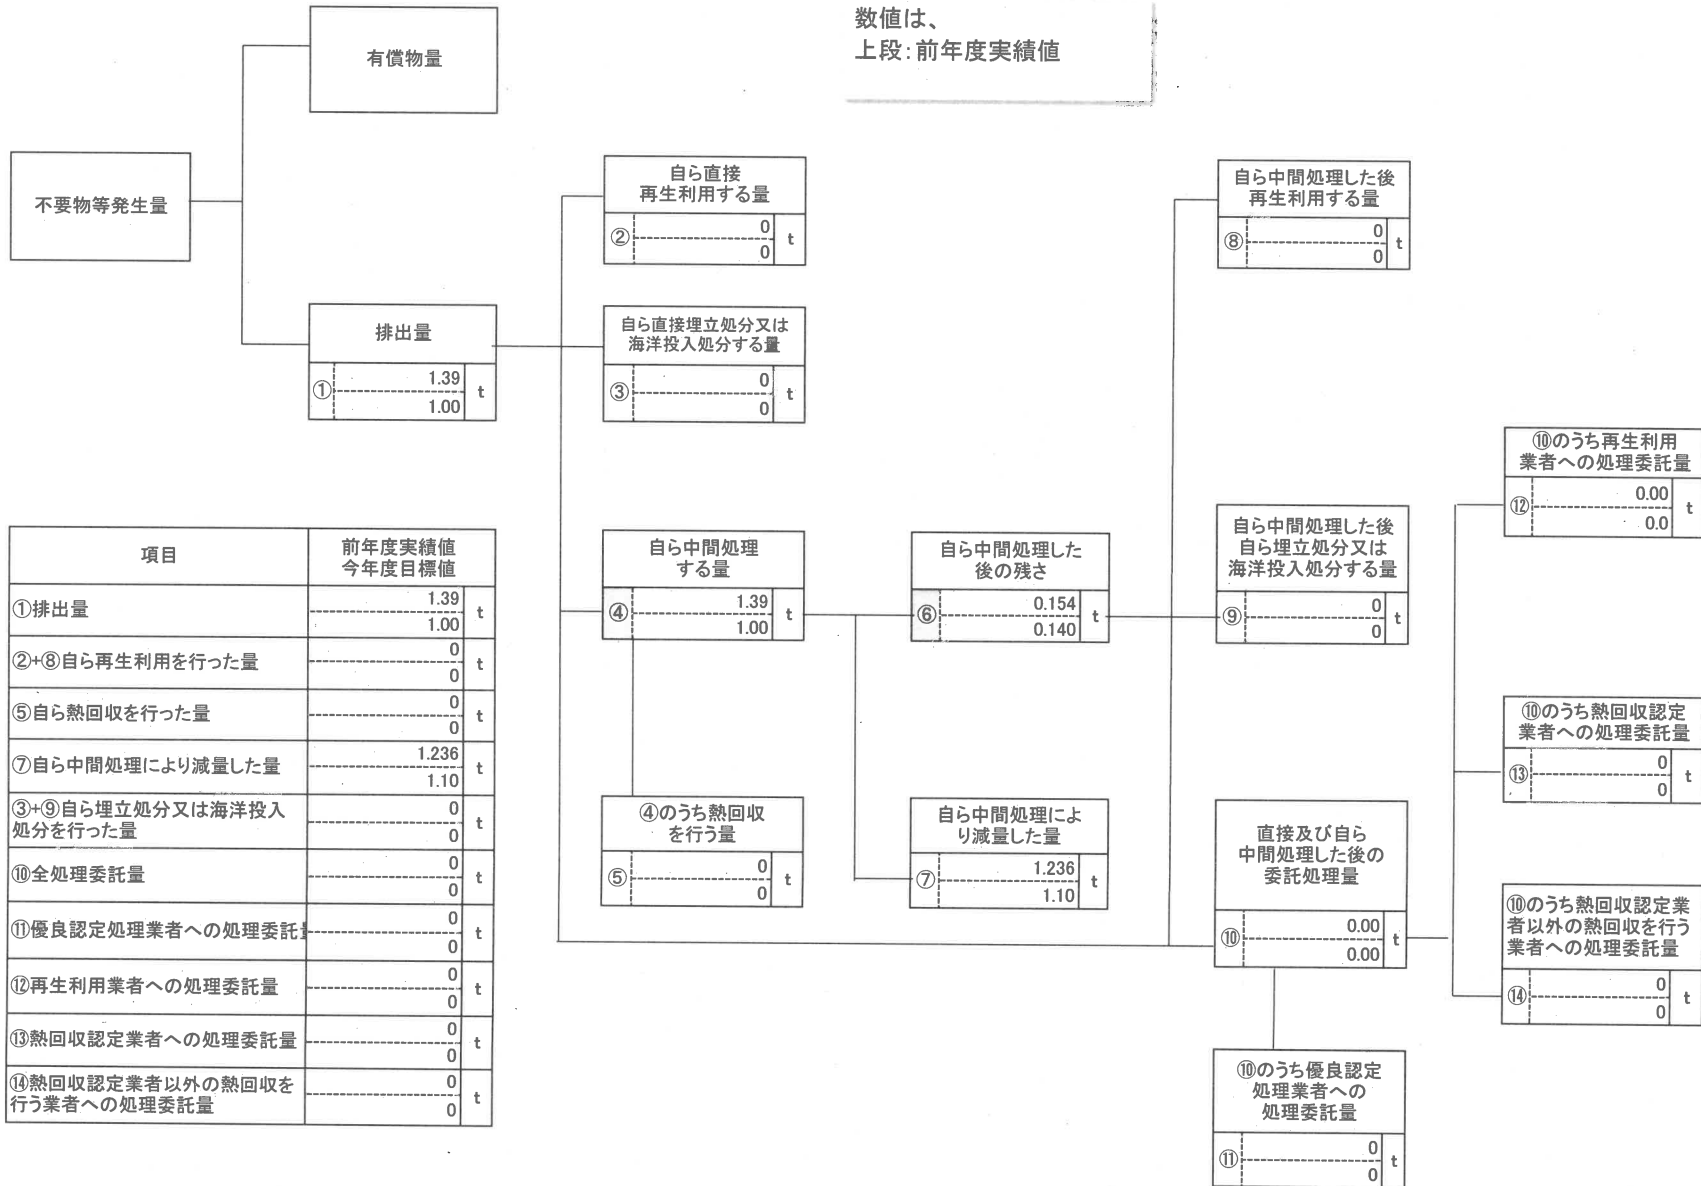 数値は、
上段：前年度実績値
有償物量
不要物等発生量
排出量
① 1.39 t
1.00
自ら直接
再生利用する量
② 0 t
0
自ら直接埋立処分又は
海洋投入処分する量
③ 0 t
0
自ら中間処理
する量
④ 1.39 t
1.00
④のうち熱回収
を行う量
⑤ 0 t
0
自ら中間処理した
後の残さ
⑥ 0.154 t
0.140
自ら中間処理によ
り減量した量
⑦ 1.236 t
1.10
自ら中間処理した後
再生利用する量
⑧ 0 t
0
自ら中間処理した後
自ら埋立処分又は
海洋投入処分する量
⑨ 0 t
0
直接及び自ら
中間処理した後の
委託処理量
⑩ 0.00 t
0.00
⑩のうち優良認定
処理業者への
処理委託量
⑪ 0 t
0
⑩のうち再生利用
業者への処理委託量
⑫ 0.00 t
0.0
⑩のうち熱回収認定
業者への処理委託量
⑬ 0 t
0
⑩のうち熱回収認定業
者以外の熱回収を行う
業者への処理委託量
⑭ 0 t
0
項目 前年度実績値
今年度目標値
①排出量 1.39 t
1.00
②+⑧自ら再生利用を行った量 0 t
0
⑤自ら熱回収を行った量 0 t
0
⑦自ら中間処理により減量した量 1.236 t
1.10
③+⑨自ら埋立処分又は海洋投入
処分を行った量 0 t
0
⑩全処理委託量 0 t
0
⑪優良認定処理業者への処理委託 0 t
0
⑫再生利用業者への処理委託量 0 t
0
⑬熱回収認定業者への処理委託量 0 t
0
⑭熱回収認定業者以外の熱回収を
行う業者への処理委託量 0 t
0